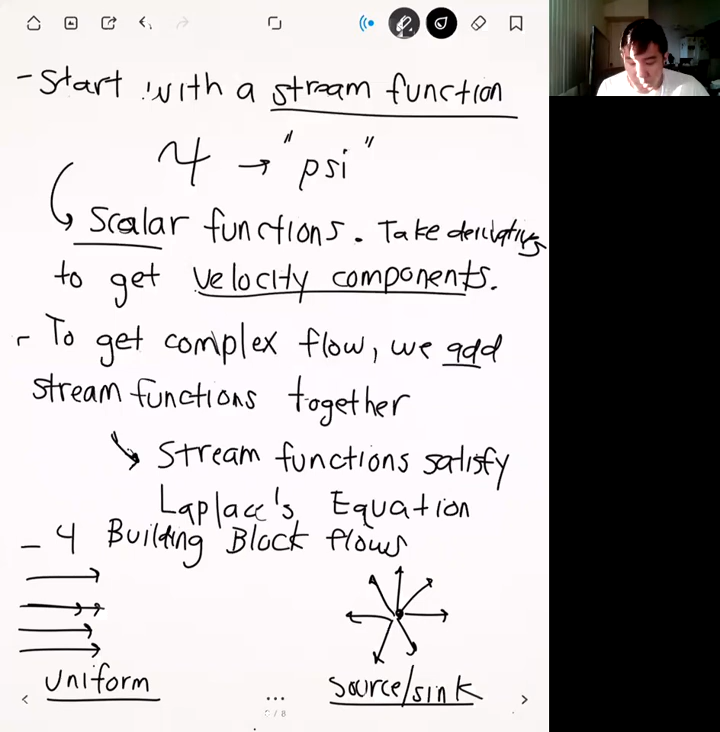 - Start with a stream function
ψ → "psi"
Scalar functions. Take derivatives
to get velocity components.
- To get complex flow, we add
stream functions together
↳ Stream functions satisfy
Laplace's Equation
- 4 Building Block flows
uniform
source/sink
/ 8